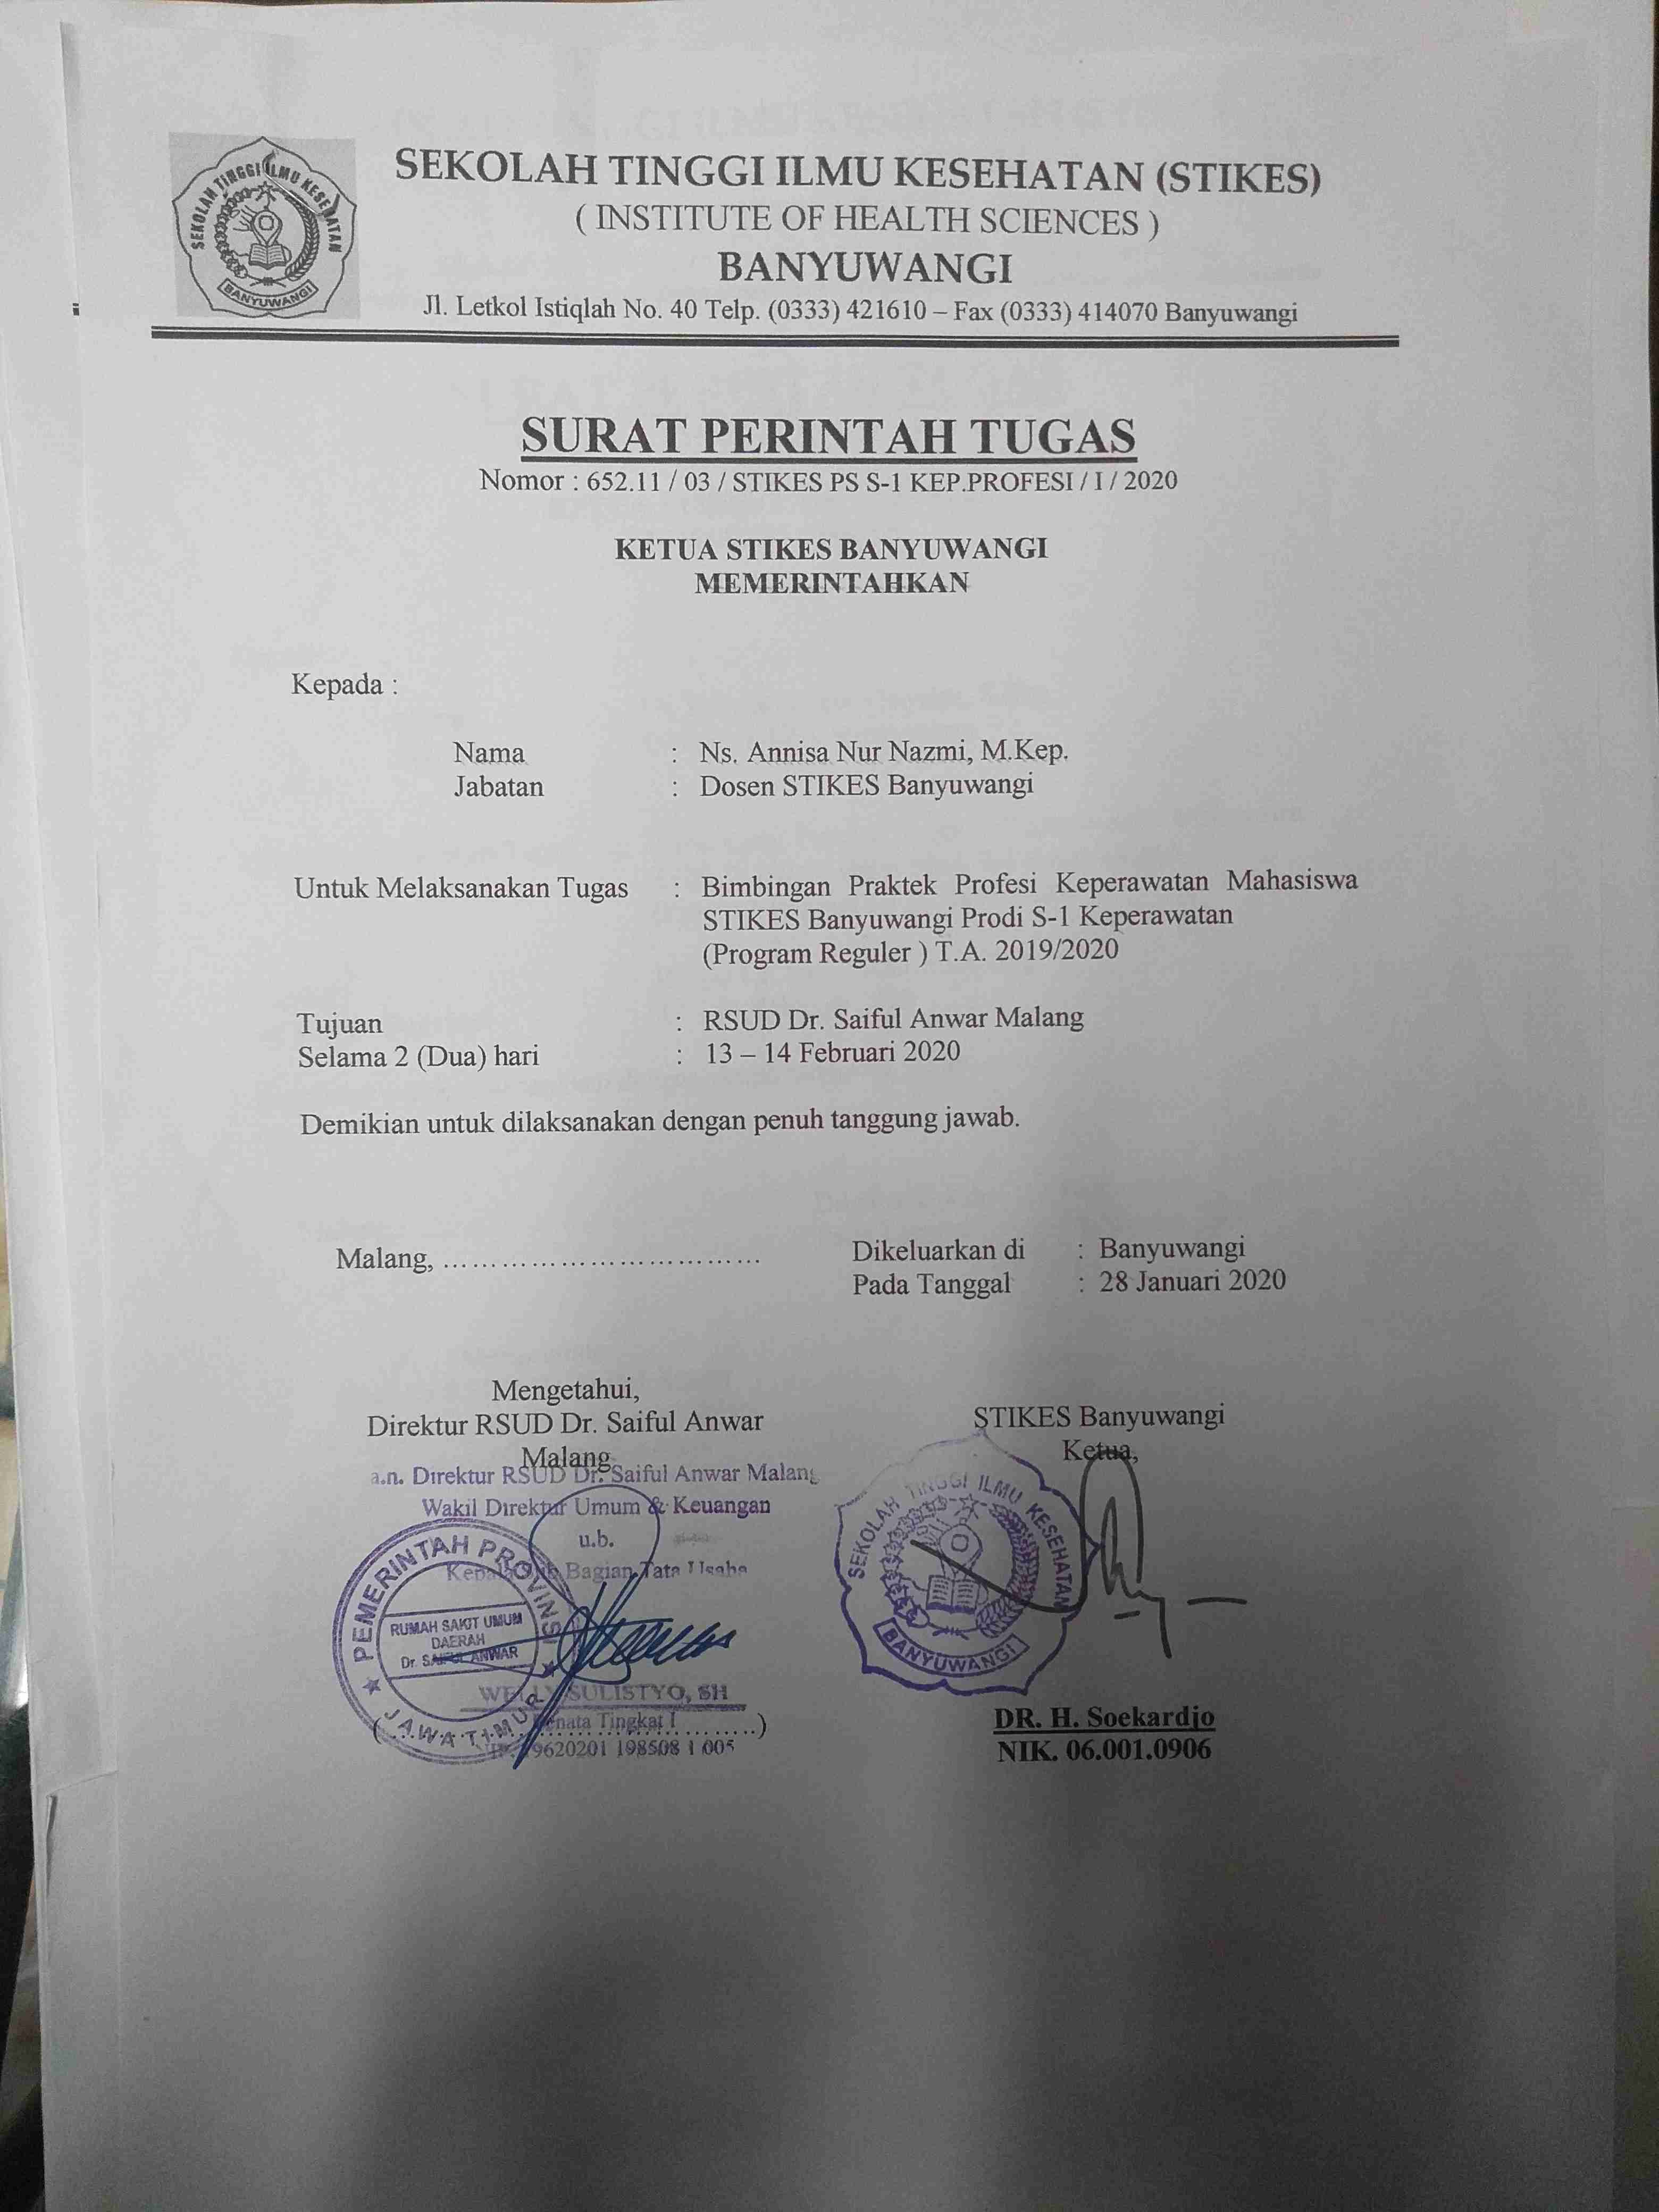 SEKOLAH TINGGI ILMU KESEHATAN
BANYUWANGI
SEKOLAH TINGGI ILMU KESEHATAN (STIKES)
( INSTITUTE OF HEALTH SCIENCES )
BANYUWANGI
Jl. Letkol Istiqlah No. 40 Telp. (0333) 421610 – Fax (0333) 414070 Banyuwangi
SURAT PERINTAH TUGAS
Nomor : 652.11 / 03 / STIKES PS S-1 KEP.PROFESI / I / 2020
KETUA STIKES BANYUWANGI
MEMERINTAHKAN
Kepada :
Nama : Ns. Annisa Nur Nazmi, M.Kep.
Jabatan : Dosen STIKES Banyuwangi
Untuk Melaksanakan Tugas : Bimbingan Praktek Profesi Keperawatan Mahasiswa
STIKES Banyuwangi Prodi S-1 Keperawatan
(Program Reguler ) T.A. 2019/2020
Tujuan : RSUD Dr. Saiful Anwar Malang
Selama 2 (Dua) hari : 13 – 14 Februari 2020
Demikian untuk dilaksanakan dengan penuh tanggung jawab.
Malang, ....................................
Dikeluarkan di : Banyuwangi
Pada Tanggal : 28 Januari 2020
Mengetahui,
Direktur RSUD Dr. Saiful Anwar
Malang
a.n. Direktur RSUD Dr. Saiful Anwar Malang
Wakil Direktur Umum & Keuangan
u.b.
Kepala Bagian Tata Usaha
PEMERINTAH PROVINSI
JAWA TIMUR
RUMAH SAKIT UMUM
DAERAH
Dr. SAIFUL ANWAR
WELLY SULISTYO, SH
Penata Tingkat I
(..........................................)
NIP. 19620201 198508 1 005
STIKES Banyuwangi
Ketua,
SEKOLAH TINGGI ILMU KESEHATAN
BANYUWANGI
DR. H. Soekardjo
NIK. 06.001.0906